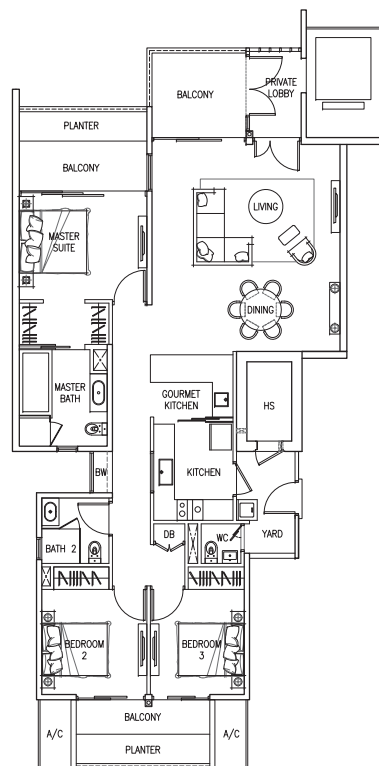 BALCONY
PRIVATE
LOBBY
PLANTER
BALCONY
LIVING
MASTER
SUITE
DINING
MASTER
BATH
GOURMET
KITCHEN
HS
BW
KITCHEN
DB
WC
YARD
BATH 2
BEDROOM
2
BEDROOM
3
A/C
BALCONY
A/C
PLANTER